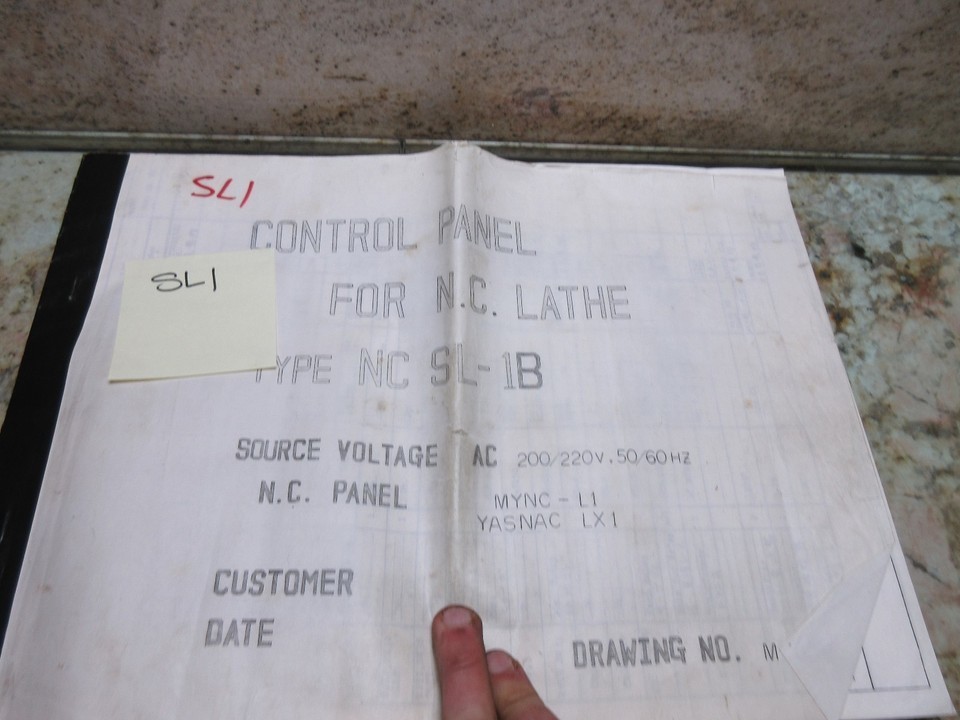 SL1
CONTROL PANEL
SL1
FOR N.C. LATHE
TYPE NC SL-1B
SOURCE VOLTAGE AC 200/220V.50/60HZ
N.C. PANEL MYNC-L1
YASNAC LX1
CUSTOMER
DATE
DRAWING NO. M